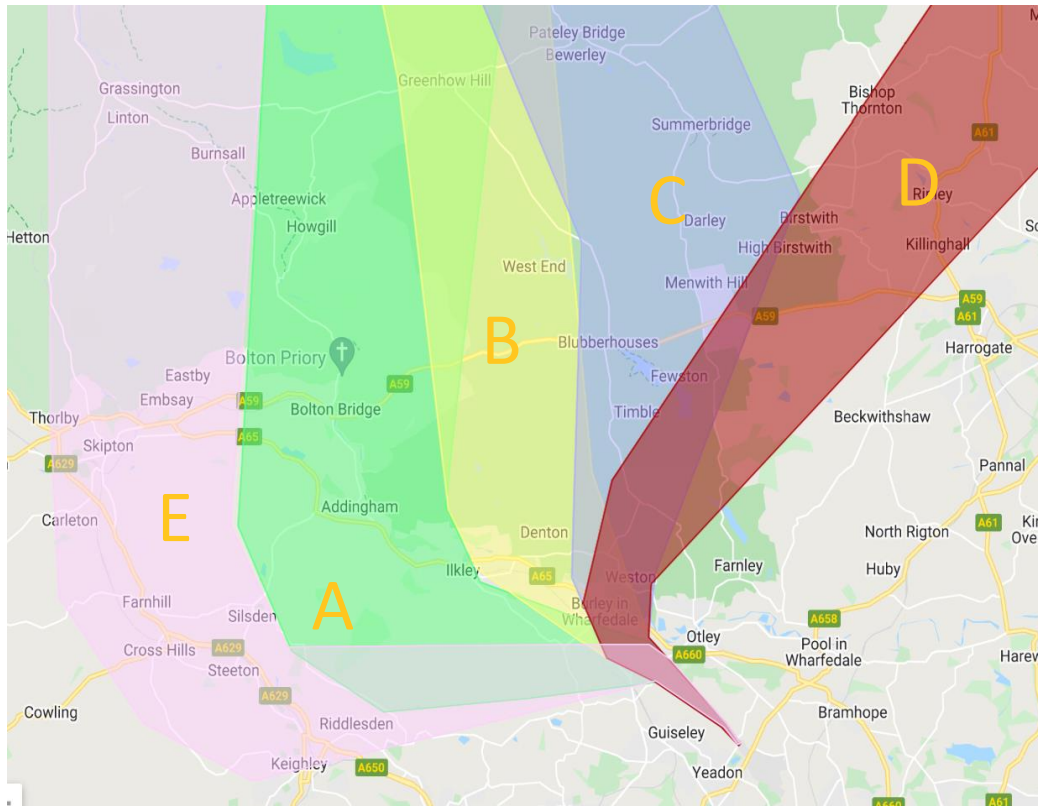 Pateley Bridge
Bewerley
Greenhow Hill
Grassington
Linton
Bishop
Thornton
Summerbridge
A61
Burnsall
Appletreewick
Howgill
C
D
Ripley
Darley
Birstwith
High Birstwith
Killinghall
Hetton
West End
Menwith Hill
A59
A59
A61
B
Blubberhouses
Harrogate
Bolton Priory
Eastby
Embsay
A59
A59
Bolton Bridge
Fewston
Thorlby
Timble
Beckwithshaw
Skipton
A65
A629
Pannal
E
Addingham
Carleton
A61
Denton
North Rigton
Ilkley
A65
Weston
Farnley
Huby
Farnhill
Silsden
A
Burley in
Wharfedale
A658
Otley
Pool in
Wharfedale
Cross Hills
A629
Steeton
A660
A629
Cowling
Riddlesden
Guiseley
Bramhope
Keighley
A650
Yeadon
A660
A61